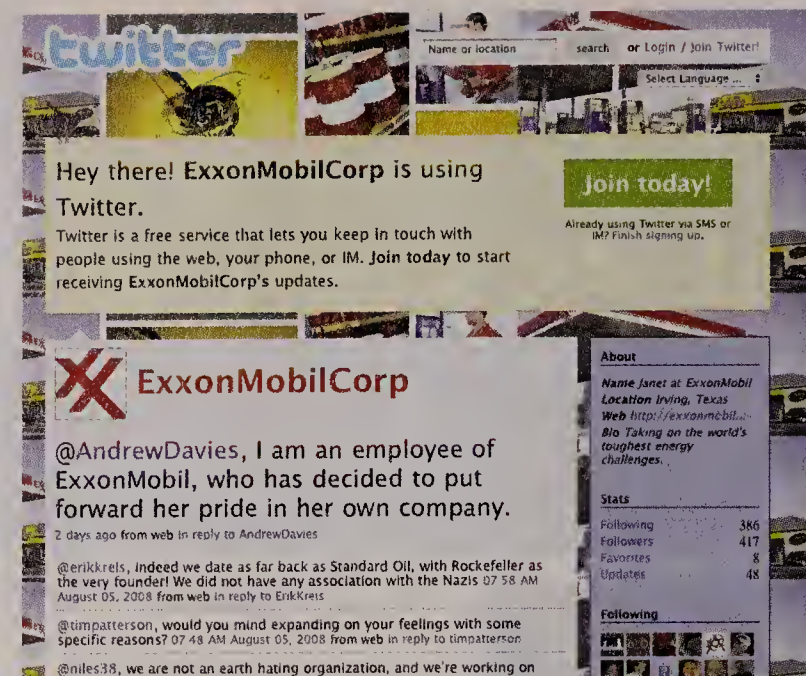 twitter
Name or location search or Login / Join Twitter!
Select Language ...
Hey there! ExxonMobilCorp is using
Twitter.
Twitter is a free service that lets you keep in touch with
people using the web, your phone, or IM. Join today to start
receiving ExxonMobilCorp's updates.
Join today!
Already using Twitter via SMS or
IM? Finish signing up.
ExxonMobilCorp
@AndrewDavies, I am an employee of
ExxonMobil, who has decided to put
forward her pride in her own company.
2 days ago from web in reply to AndrewDavies
@erikkreis, indeed we date as far back as Standard Oil, with Rockefeller as
the very founder! We did not have any association with the Nazis 07 58 AM
August 05, 2008 from web in reply to ErikKreis
@timpatterson, would you mind expanding on your feelings with some
specific reasons? 07 48 AM August 05, 2008 from web in reply to timpatterson
@niles38, we are not an earth hating organization, and we're working on
About
Name Janet at ExxonMobil
Location Irving, Texas
Web http://exxonmobil...
Bio Taking on the world's
toughest energy
challenges.
Stats
Following 386
Followers 417
Favorites 8
Updates 48
Following